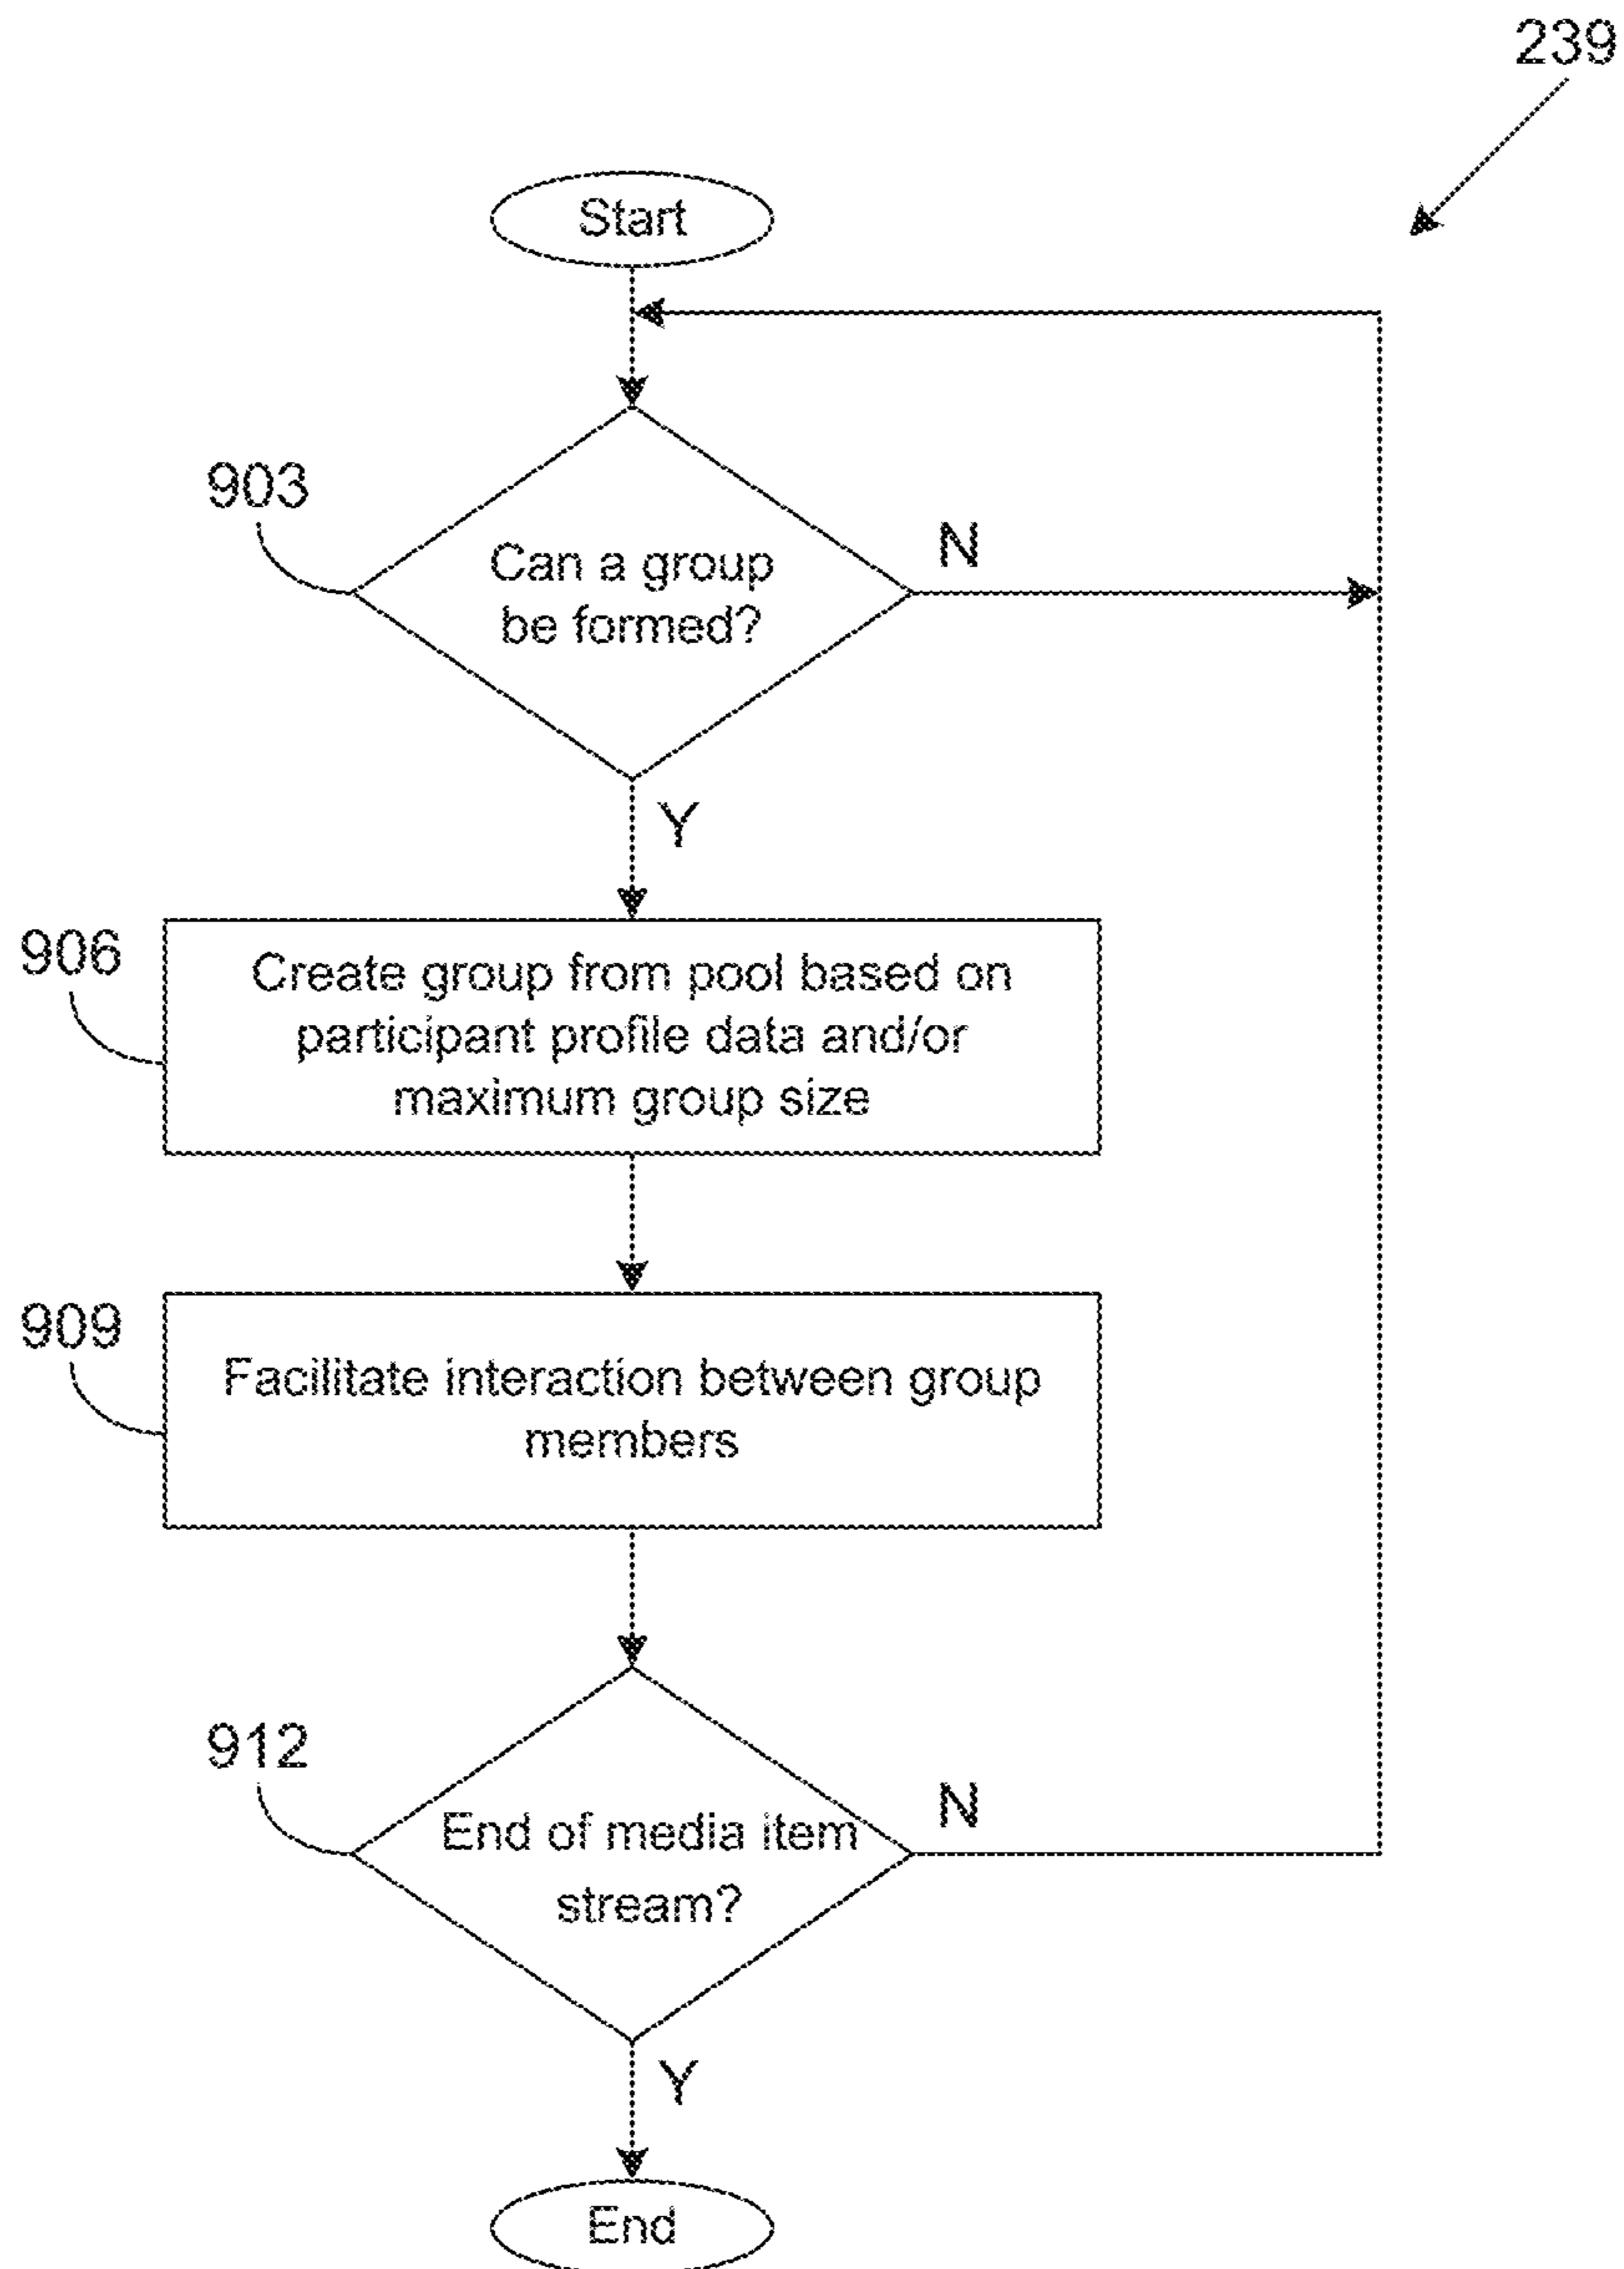 239
Start
903
Can a group
be formed?
N
Y
906
Create group from pool based on
participant profile data and/or
maximum group size
909
Facilitate interaction between group
members
912
End of media item
stream?
N
Y
End